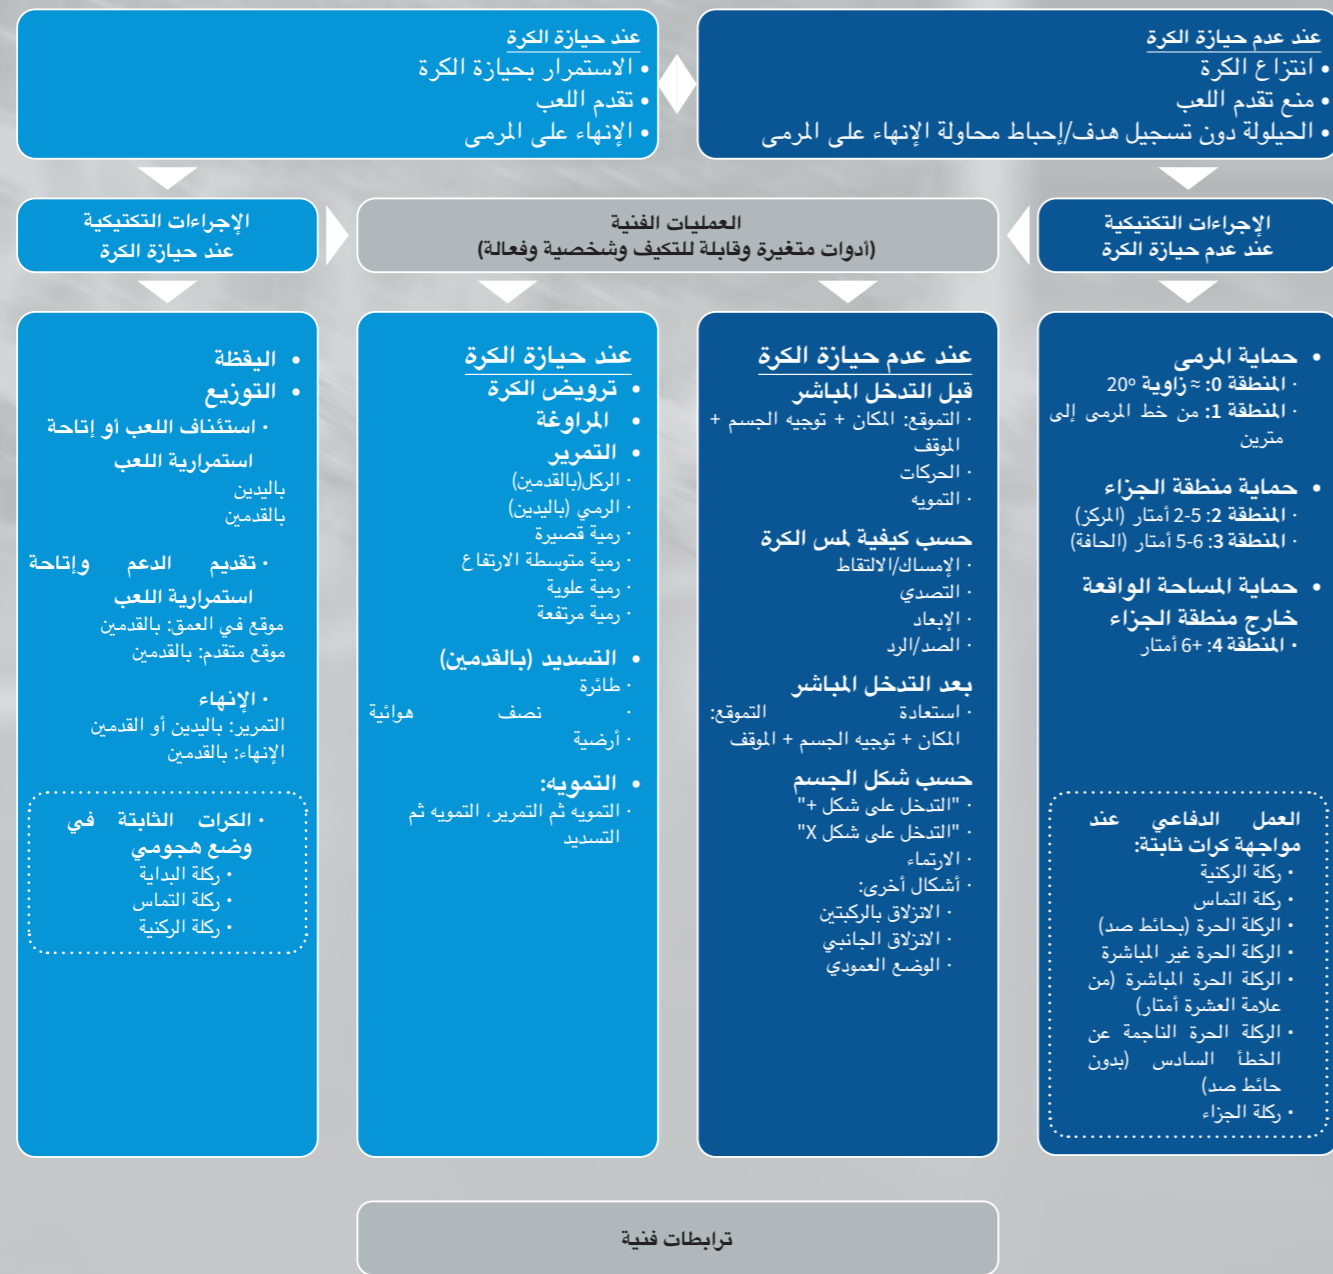 عند عدم حيازة الكرة
• انتزاع الكرة
• منع تقدم اللعب
• الحيلولة دون تسجيل هدف/إحباط محاولة الإنهاء على المرمى
عند حيازة الكرة
• الاستمرار بحيازة الكرة
• تقدم اللعب
• الإنهاء على المرمى
الإجراءات التكتيكية
عند عدم حيازة الكرة
العمليات الفنية
(أدوات متغيرة وقابلة للتكيف وشخصية وفعالة)
الإجراءات التكتيكية
عند حيازة الكرة
• حماية المرمى
· المنطقة 0: ≈ زاوية 20º
· المنطقة 1: من خط المرمى إلى
مترين
• حماية منطقة الجزاء
· المنطقة 2: 2-5 أمتار (المركز)
· المنطقة 3: 5-6 أمتار (الحافة)
• حماية المساحة الواقعة
خارج منطقة الجزاء
· المنطقة 4: +6 أمتار
العمل الدفاعي عند
مواجهة كرات ثابتة:
• ركلة الركنية
• ركلة التماس
• الركلة الحرة (بحائط صد)
• الركلة الحرة غير المباشرة
• الركلة الحرة المباشرة (من
علامة العشرة أمتار)
• الركلة الحرة الناجمة عن
الخطأ السادس (بدون
حائط صد)
• ركلة الجزاء
عند عدم حيازة الكرة
قبل التدخل المباشر
· التموقع: المكان + توجيه الجسم +
الموقف
· الحركات
· التمويه
حسب كيفية لمس الكرة
· الإمساك/الالتقاط
· التصدي
· الإبعاد
· الصد/الرد
بعد التدخل المباشر
· استعادة التموقع:
المكان + توجيه الجسم + الموقف
حسب شكل الجسم
· "التدخل على شكل +"
· "التدخل على شكل X"
· الارتماء
· أشكال أخرى:
· الانزلاق بالركبتين
· الانزلاق الجانبي
· الوضع العمودي
عند حيازة الكرة
• ترويض الكرة
• المراوغة
• التمرير
· الركل(بالقدمين)
· الرمي (باليدين)
· رمية قصيرة
· رمية متوسطة الارتفاع
· رمية علوية
· رمية مرتفعة
• التسديد (بالقدمين)
· طائرة
· نصف هوائية
· أرضية
• التمويه:
· التمويه ثم التمرير، التمويه ثم
التسديد
• اليقظة
• التوزيع
· استئناف اللعب أو إتاحة
استمرارية اللعب
باليدين
بالقدمين
· تقديم الدعم وإتاحة
استمرارية اللعب
موقع في العمق: بالقدمين
موقع متقدم: بالقدمين
· الإنهاء
التمرير: باليدين أو القدمين
الإنهاء: بالقدمين
· الكرات الثابتة في
وضع هجومي
• ركلة البداية
• ركلة التماس
• ركلة الركنية
ترابطات فنية